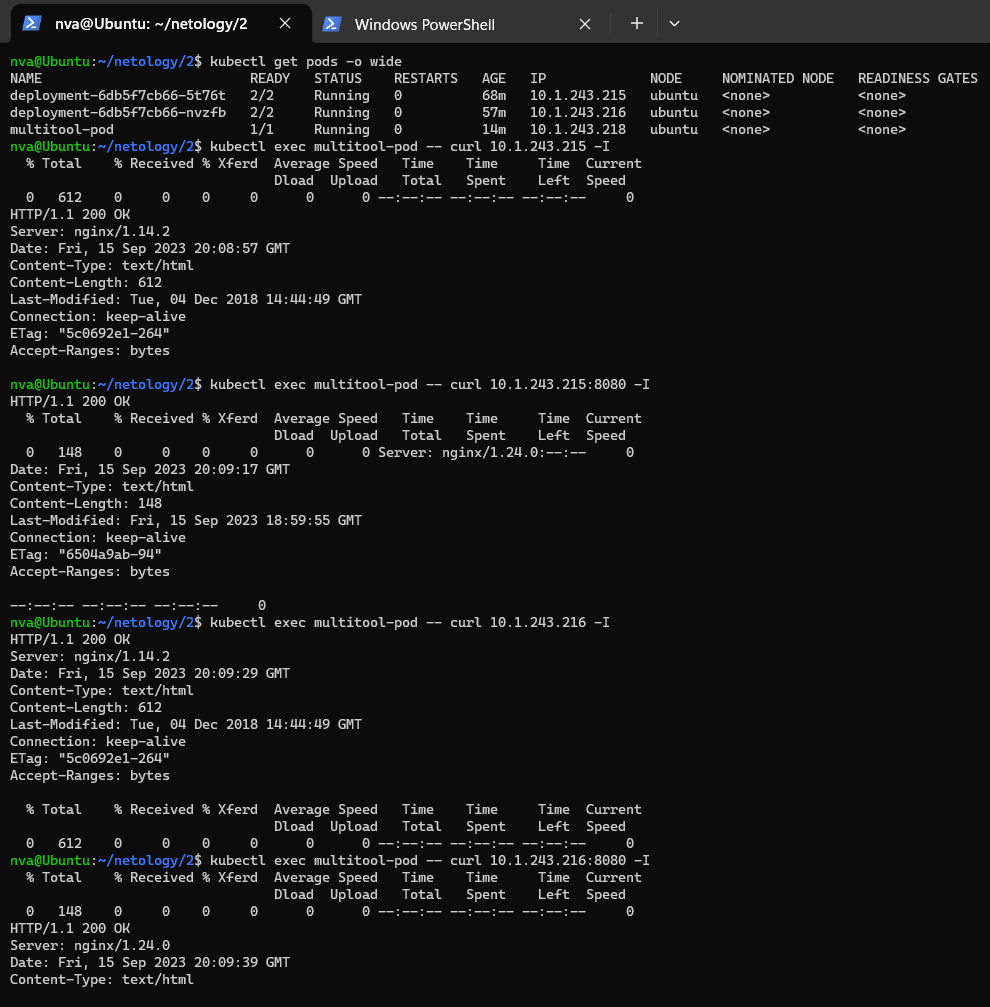 nva@Ubuntu: ~/netology/2 Windows PowerShell
nva@Ubuntu:~/netology/2$ kubectl get pods -o wide
NAME                          READY   STATUS    RESTARTS   AGE   IP             NODE     NOMINATED NODE   READINESS GATES
deployment-6db5f7cb66-5t76t   2/2     Running   0          68m   10.1.243.215   ubuntu   <none>           <none>
deployment-6db5f7cb66-nvzfb   2/2     Running   0          57m   10.1.243.216   ubuntu   <none>           <none>
multitool-pod                 1/1     Running   0          14m   10.1.243.218   ubuntu   <none>           <none>
nva@Ubuntu:~/netology/2$ kubectl exec multitool-pod -- curl 10.1.243.215 -I
  % Total    % Received % Xferd  Average Speed   Time    Time     Time  Current
                                 Dload  Upload   Total   Spent    Left  Speed
  0   612    0     0    0     0      0      0 --:--:-- --:--:-- --:--:--     0
HTTP/1.1 200 OK
Server: nginx/1.14.2
Date: Fri, 15 Sep 2023 20:08:57 GMT
Content-Type: text/html
Content-Length: 612
Last-Modified: Tue, 04 Dec 2018 14:44:49 GMT
Connection: keep-alive
ETag: "5c0692e1-264"
Accept-Ranges: bytes

nva@Ubuntu:~/netology/2$ kubectl exec multitool-pod -- curl 10.1.243.215:8080 -I
HTTP/1.1 200 OK
  % Total    % Received % Xferd  Average Speed   Time    Time     Time  Current
                                 Dload  Upload   Total   Spent    Left  Speed
  0   148    0     0    0     0      0      0 Server: nginx/1.24.0:--:--     0
Date: Fri, 15 Sep 2023 20:09:17 GMT
Content-Type: text/html
Content-Length: 148
Last-Modified: Fri, 15 Sep 2023 18:59:55 GMT
Connection: keep-alive
ETag: "6504a9ab-94"
Accept-Ranges: bytes

--:--:-- --:--:-- --:--:--     0
nva@Ubuntu:~/netology/2$ kubectl exec multitool-pod -- curl 10.1.243.216 -I
HTTP/1.1 200 OK
Server: nginx/1.14.2
Date: Fri, 15 Sep 2023 20:09:29 GMT
Content-Type: text/html
Content-Length: 612
Last-Modified: Tue, 04 Dec 2018 14:44:49 GMT
Connection: keep-alive
ETag: "5c0692e1-264"
Accept-Ranges: bytes

  % Total    % Received % Xferd  Average Speed   Time    Time     Time  Current
                                 Dload  Upload   Total   Spent    Left  Speed
  0   612    0     0    0     0      0      0 --:--:-- --:--:-- --:--:--     0
nva@Ubuntu:~/netology/2$ kubectl exec multitool-pod -- curl 10.1.243.216:8080 -I
  % Total    % Received % Xferd  Average Speed   Time    Time     Time  Current
                                 Dload  Upload   Total   Spent    Left  Speed
  0   148    0     0    0     0      0      0 --:--:-- --:--:-- --:--:--     0
HTTP/1.1 200 OK
Server: nginx/1.24.0
Date: Fri, 15 Sep 2023 20:09:39 GMT
Content-Type: text/html